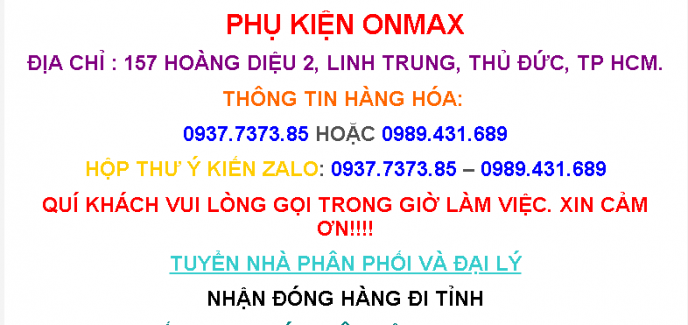 PHỤ KIỆN ONMAX
ĐỊA CHỈ : 157 HOÀNG DIỆU 2, LINH TRUNG, THỦ ĐỨC, TP HCM.
THÔNG TIN HÀNG HÓA:
0937.7373.85 HOẶC 0989.431.689
HỘP THƯ Ý KIẾN ZALO: 0937.7373.85 – 0989.431.689
QUÍ KHÁCH VUI LÒNG GỌI TRONG GIỜ LÀM VIỆC. XIN CẢM
ƠN!!!!
TUYỂN NHÀ PHÂN PHỐI VÀ ĐẠI LÝ
NHẬN ĐÓNG HÀNG ĐI TỈNH